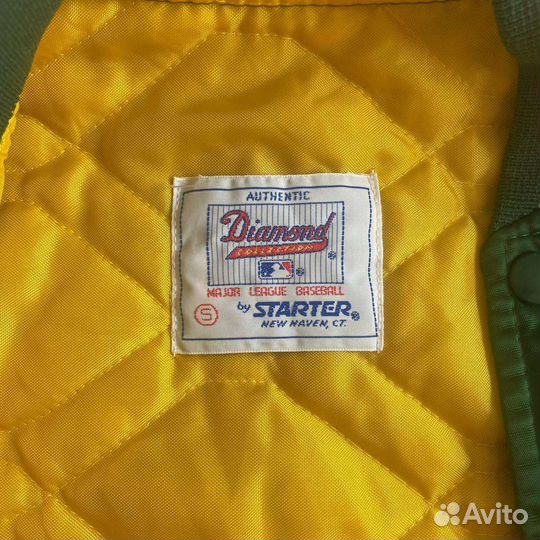 AUTHENTIC
Diamond
COLLECTION
MAJOR LEAGUE BASEBALL
S by STARTER®
NEW HAVEN, CT.
Avito